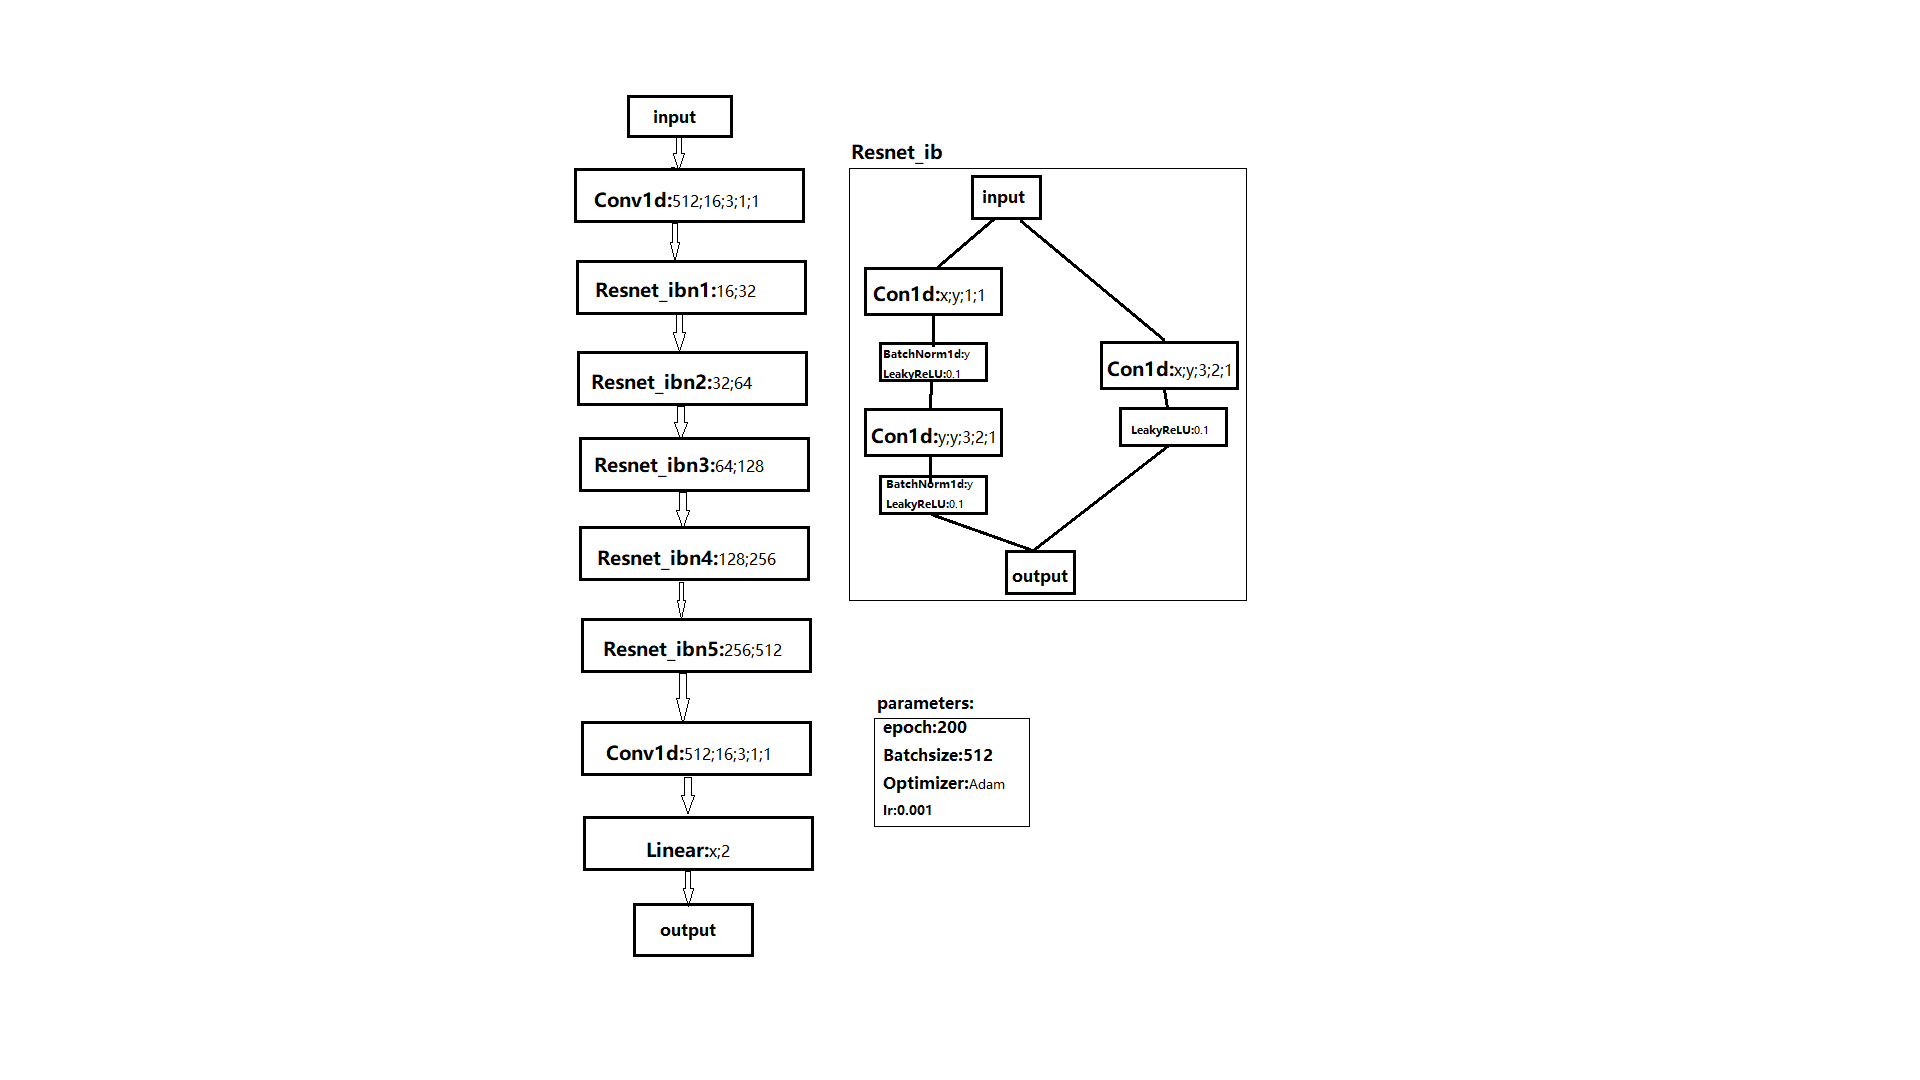 input
Conv1d:512;16;3;1;1
Resnet_ibn1:16;32
Resnet_ibn2:32;64
Resnet_ibn3:64;128
Resnet_ibn4:128;256
Resnet_ibn5:256;512
Conv1d:512;16;3;1;1
Linear:x;2
output
Resnet_ib
input
Con1d:x;y;1;1
BatchNorm1d:y
LeakyReLU:0.1
Con1d:y;y;3;2;1
BatchNorm1d:y
LeakyReLU:0.1
Con1d:x;y;3;2;1
LeakyReLU:0.1
output
parameters:
epoch:200
Batchsize:512
Optimizer:Adam
lr:0.001